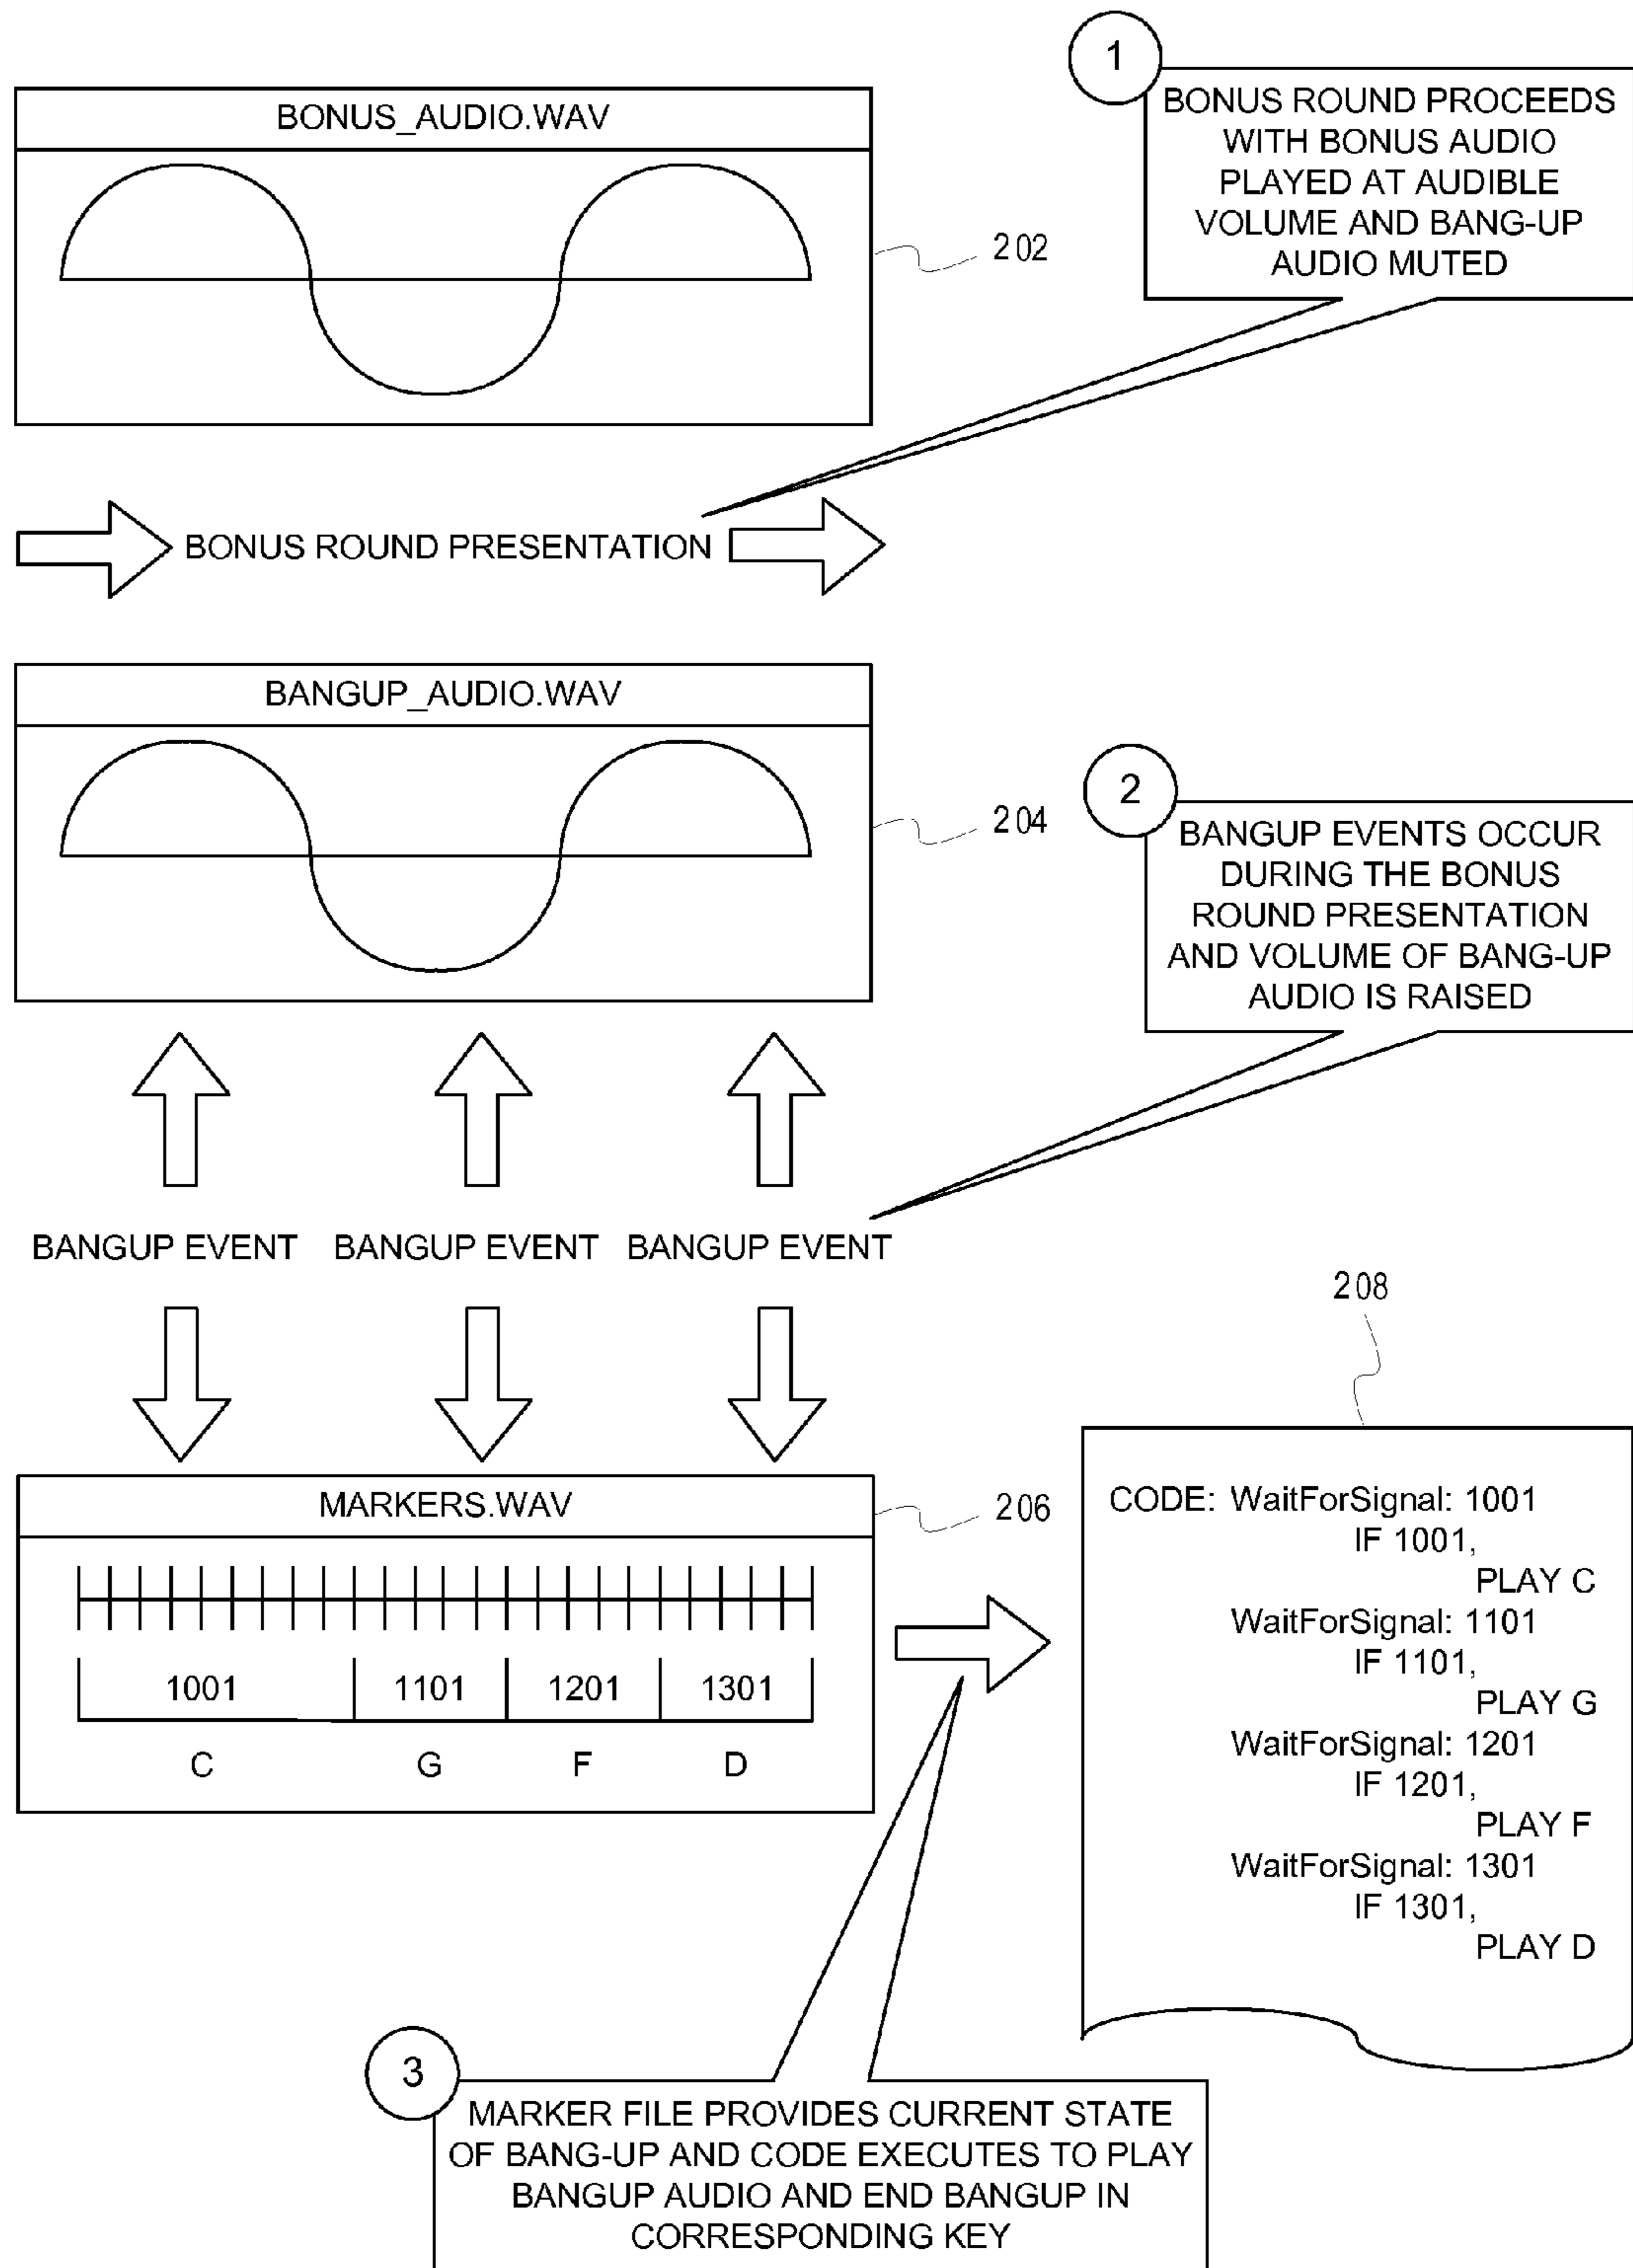 1
BONUS ROUND PROCEEDS
WITH BONUS AUDIO
PLAYED AT AUDIBLE
VOLUME AND BANG-UP
AUDIO MUTED
BONUS_AUDIO.WAV
202
BONUS ROUND PRESENTATION
BANGUP_AUDIO.WAV
204
2
BANGUP EVENTS OCCUR
DURING THE BONUS
ROUND PRESENTATION
AND VOLUME OF BANG-UP
AUDIO IS RAISED
BANGUP EVENT BANGUP EVENT BANGUP EVENT
208
MARKERS.WAV
206
1001 1101 1201 1301
C G F D
CODE: WaitForSignal: 1001
IF 1001,
PLAY C
WaitForSignal: 1101
IF 1101,
PLAY G
WaitForSignal: 1201
IF 1201,
PLAY F
WaitForSignal: 1301
IF 1301,
PLAY D
3
MARKER FILE PROVIDES CURRENT STATE
OF BANG-UP AND CODE EXECUTES TO PLAY
BANGUP AUDIO AND END BANGUP IN
CORRESPONDING KEY